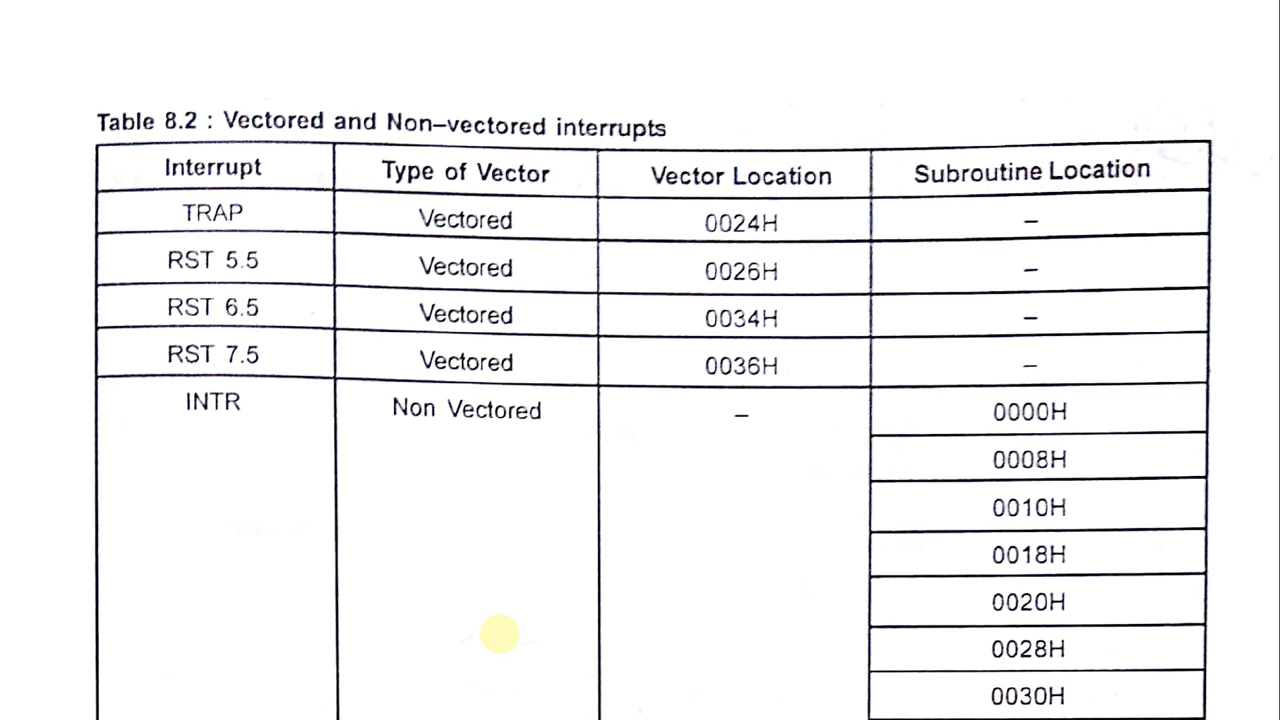 Table 8.2 : Vectored and Non–vectored interrupts
Interrupt Type of Vector Vector Location Subroutine Location
TRAP Vectored 0024H –
RST 5.5 Vectored 0026H –
RST 6.5 Vectored 0034H –
RST 7.5 Vectored 0036H –
INTR Non Vectored – 0000H
0008H
0010H
0018H
0020H
0028H
0030H